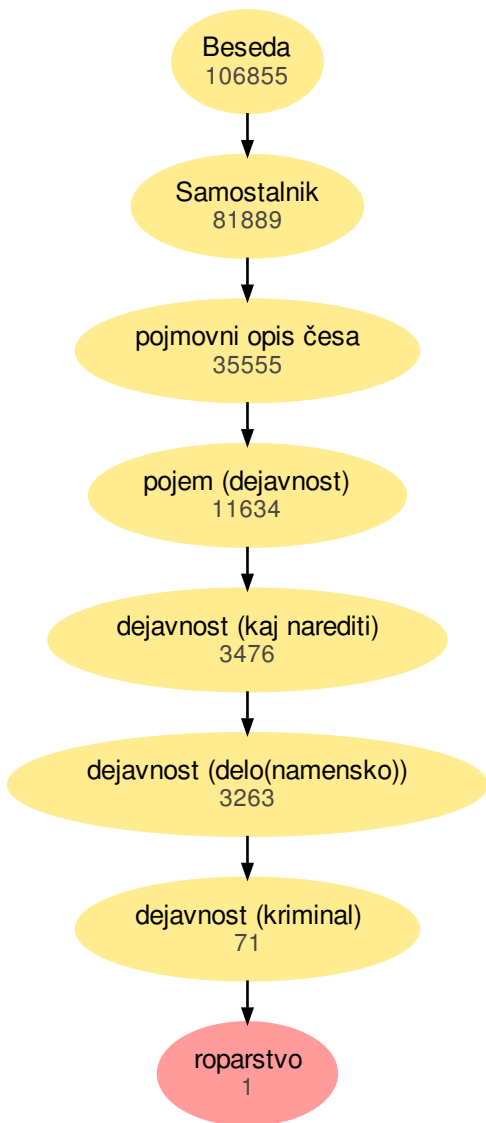 Beseda
106855
Samostalnik
81889
pojmovni opis česa
35555
pojem (dejavnost)
11634
dejavnost (kaj narediti)
3476
dejavnost (delo(namensko))
3263
dejavnost (kriminal)
71
roparstvo
1